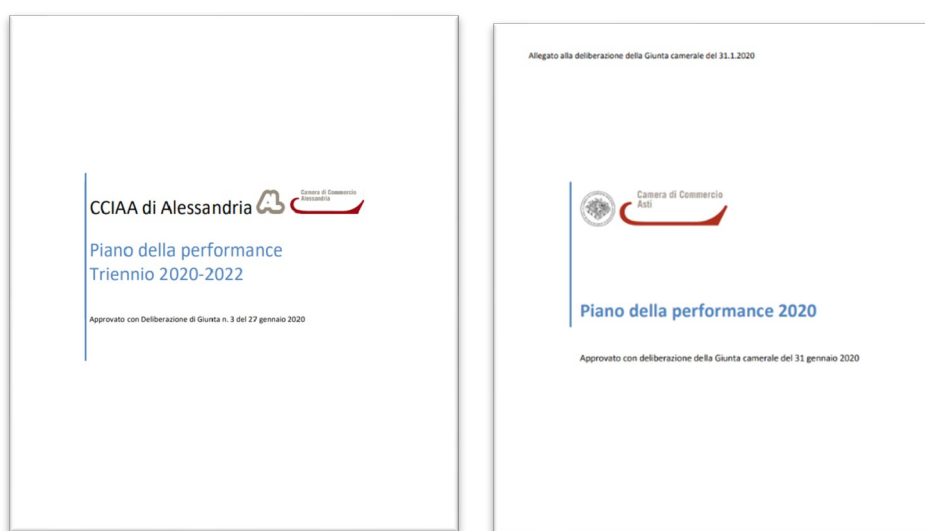 CCIAA di Alessandria
Camera di Commercio
Alessandria
Piano della performance
Triennio 2020-2022
Approvato con Deliberazione di Giunta n. 3 del 27 gennaio 2020
Allegato alla deliberazione della Giunta camerale del 31.1.2020
Camera di Commercio
Asti
Piano della performance 2020
Approvato con deliberazione della Giunta camerale del 31 gennaio 2020